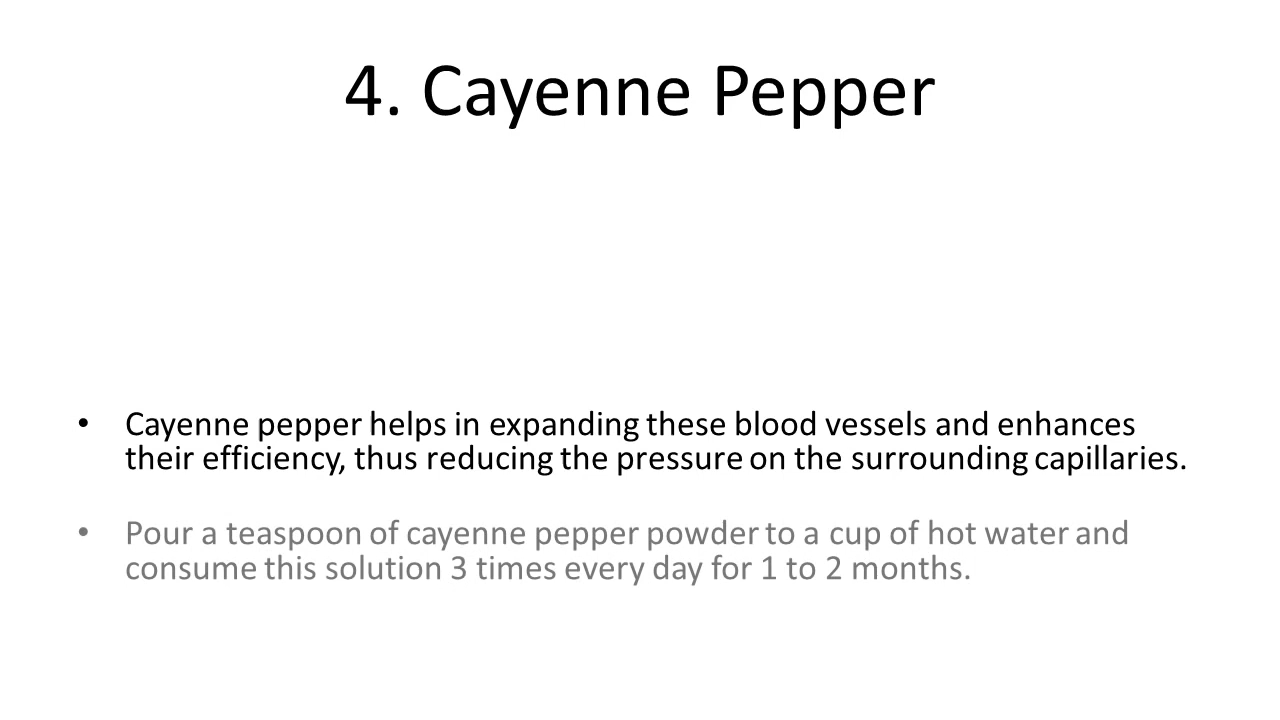 4. Cayenne Pepper
• Cayenne pepper helps in expanding these blood vessels and enhances
their efficiency, thus reducing the pressure on the surrounding capillaries.
• Pour a teaspoon of cayenne pepper powder to a cup of hot water and
consume this solution 3 times every day for 1 to 2 months.